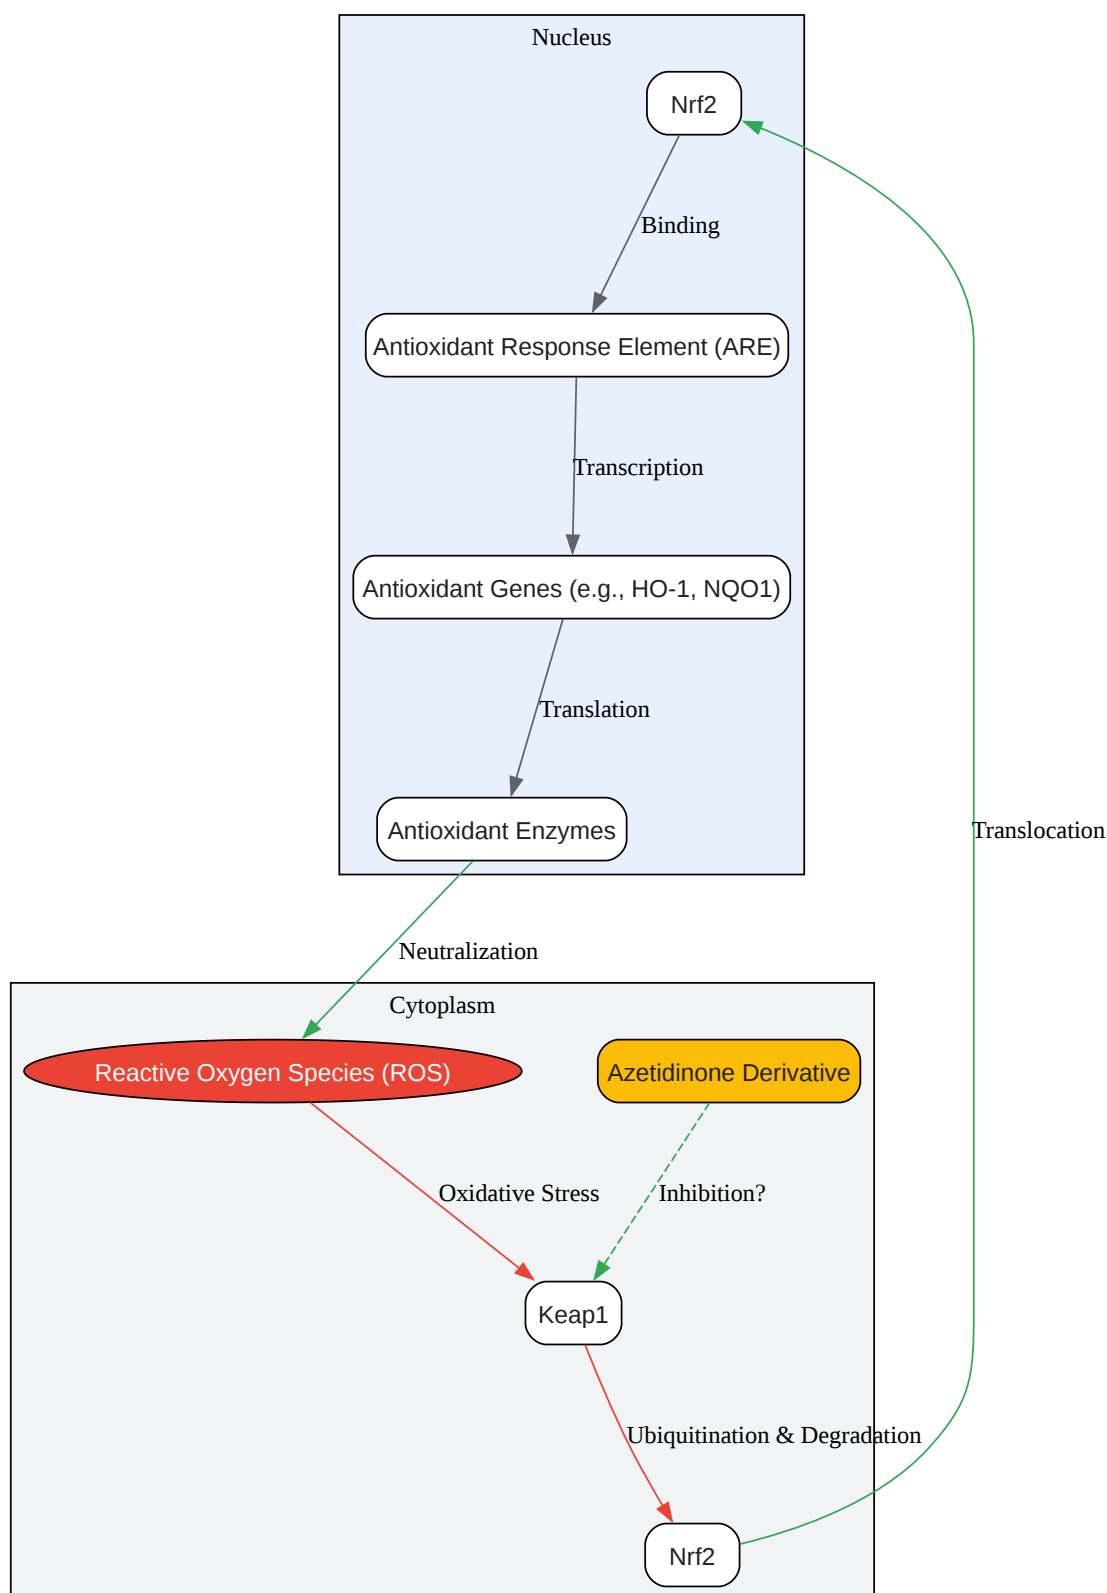 Nucleus
Nrf2
Binding
Antioxidant Response Element (ARE)
Transcription
Antioxidant Genes (e.g., HO-1, NQO1)
Translation
Antioxidant Enzymes
Translocation
Neutralization
Cytoplasm
Reactive Oxygen Species (ROS)
Azetidinone Derivative
Oxidative Stress
Inhibition?
Keap1
Ubiquitination & Degradation
Nrf2